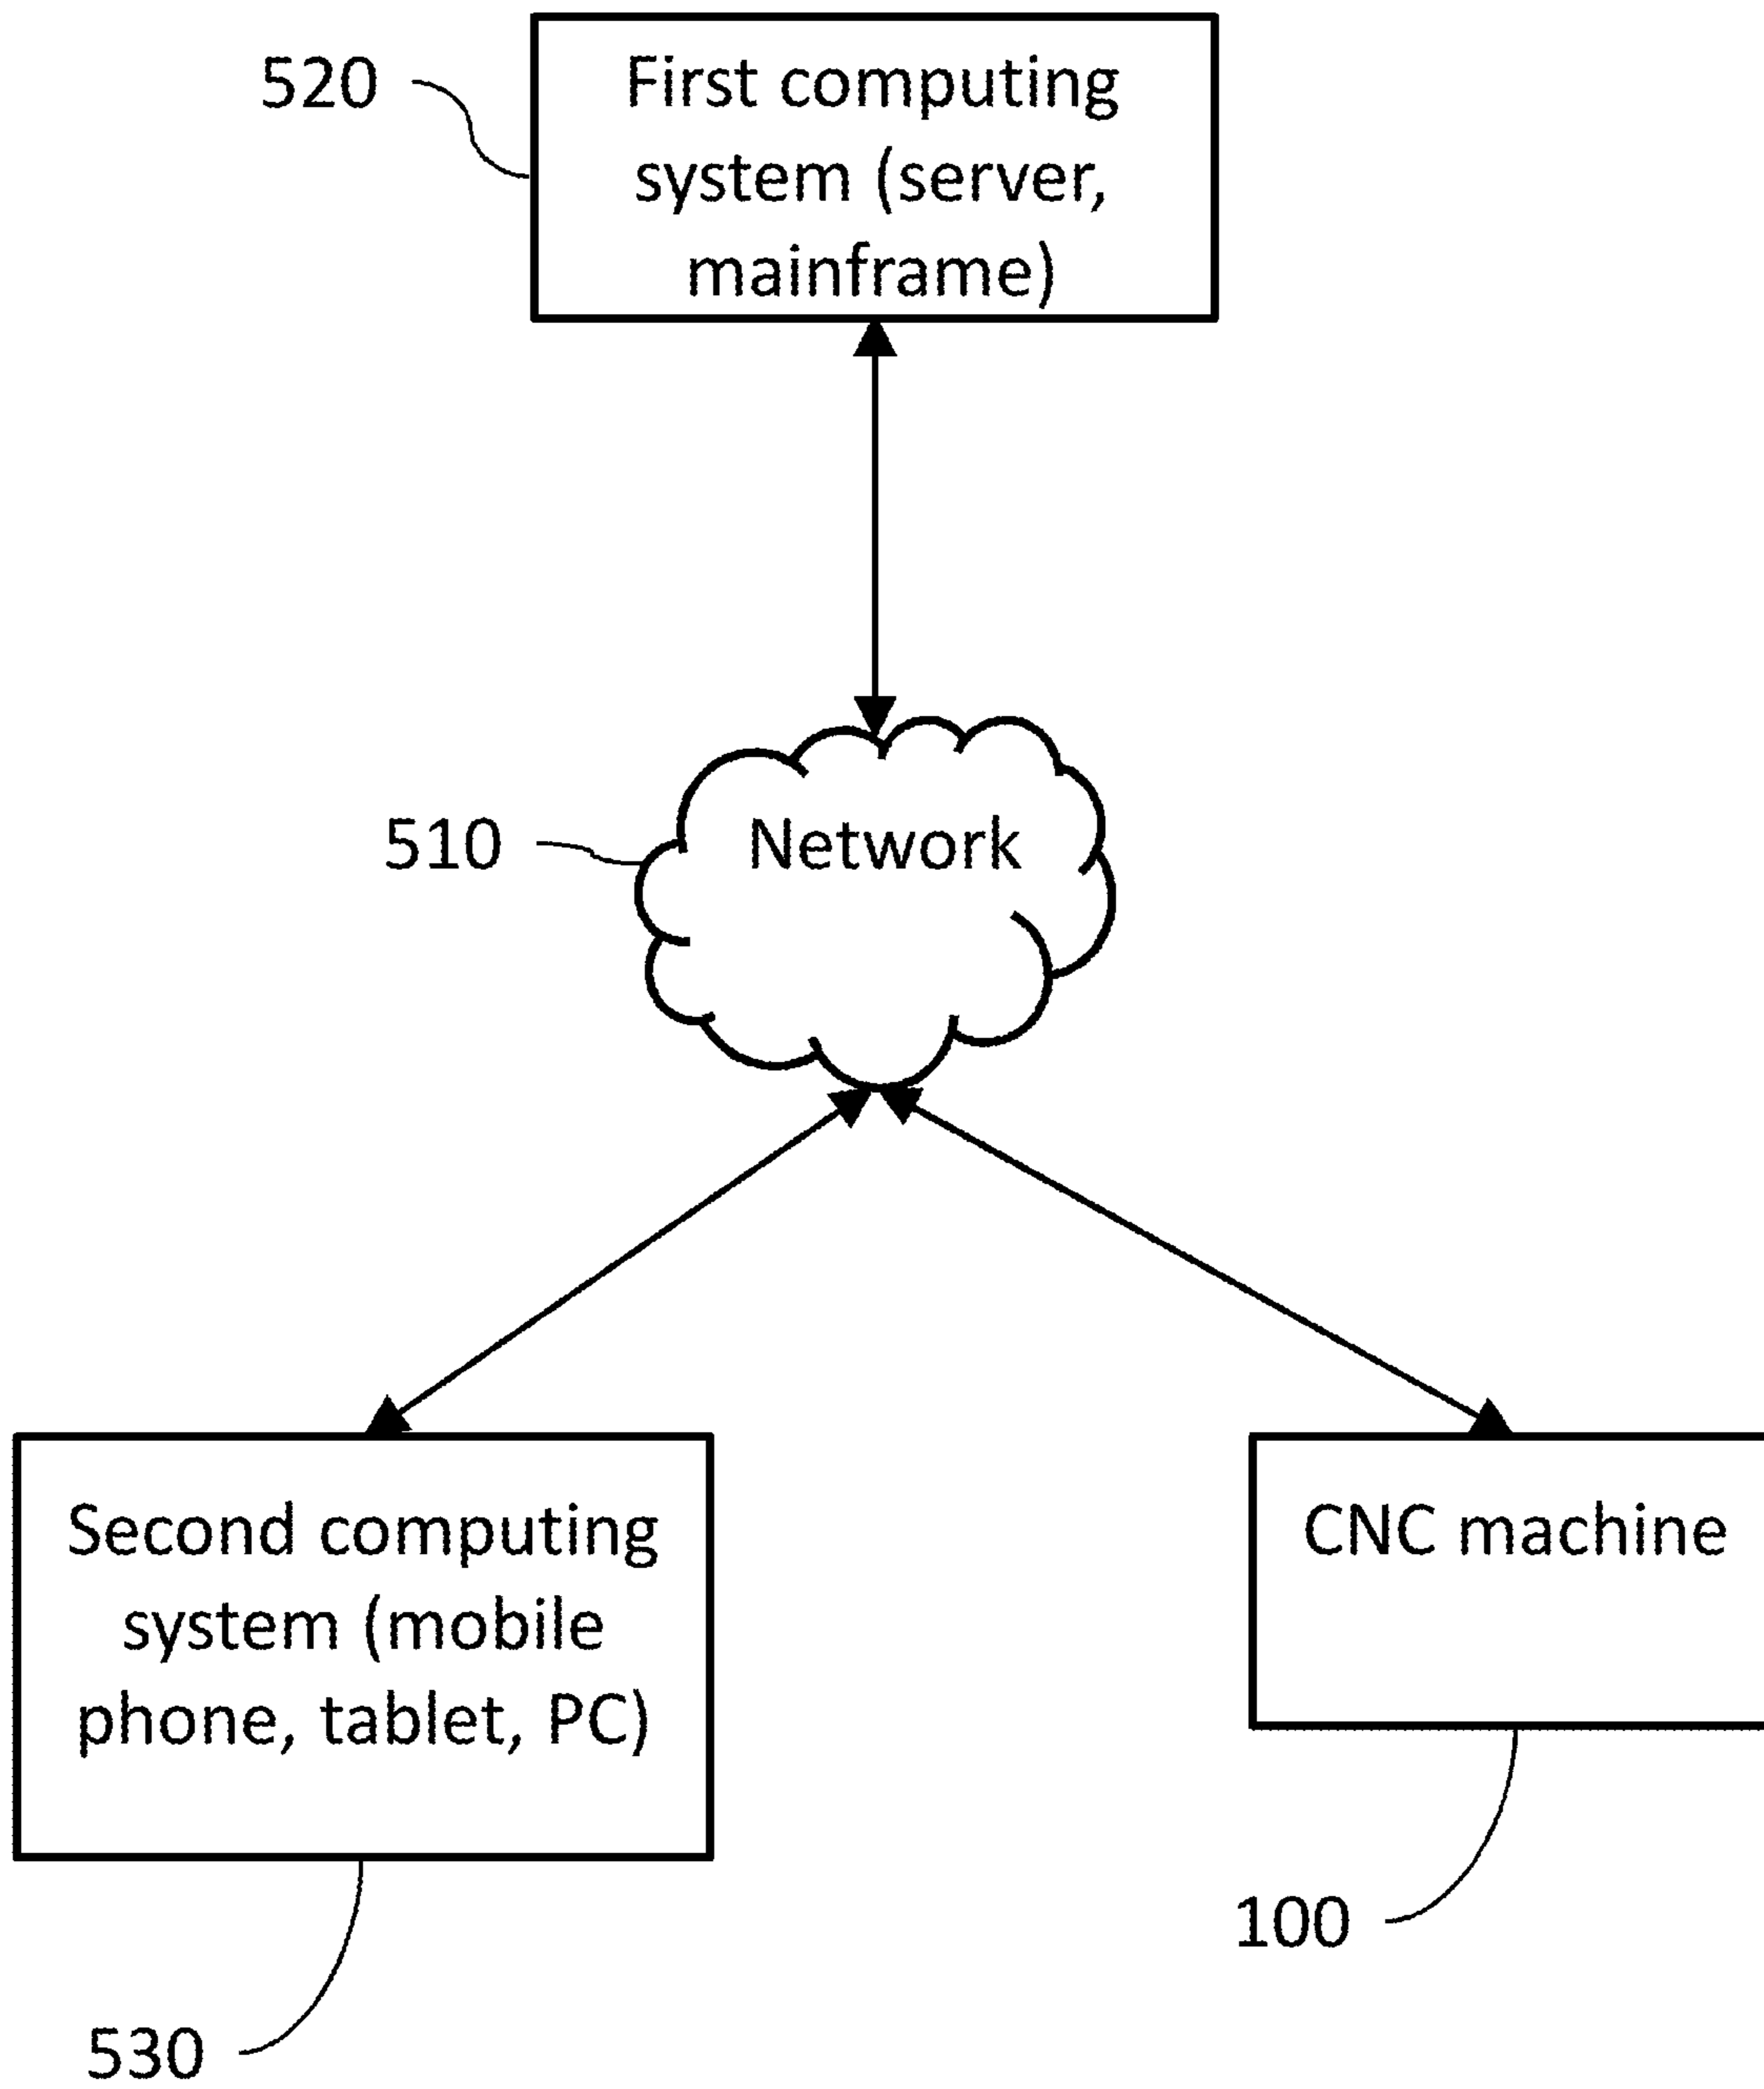 520
First computing
system (server,
mainframe)
510
Network
Second computing
system (mobile
phone, tablet, PC)
CNC machine
100
530